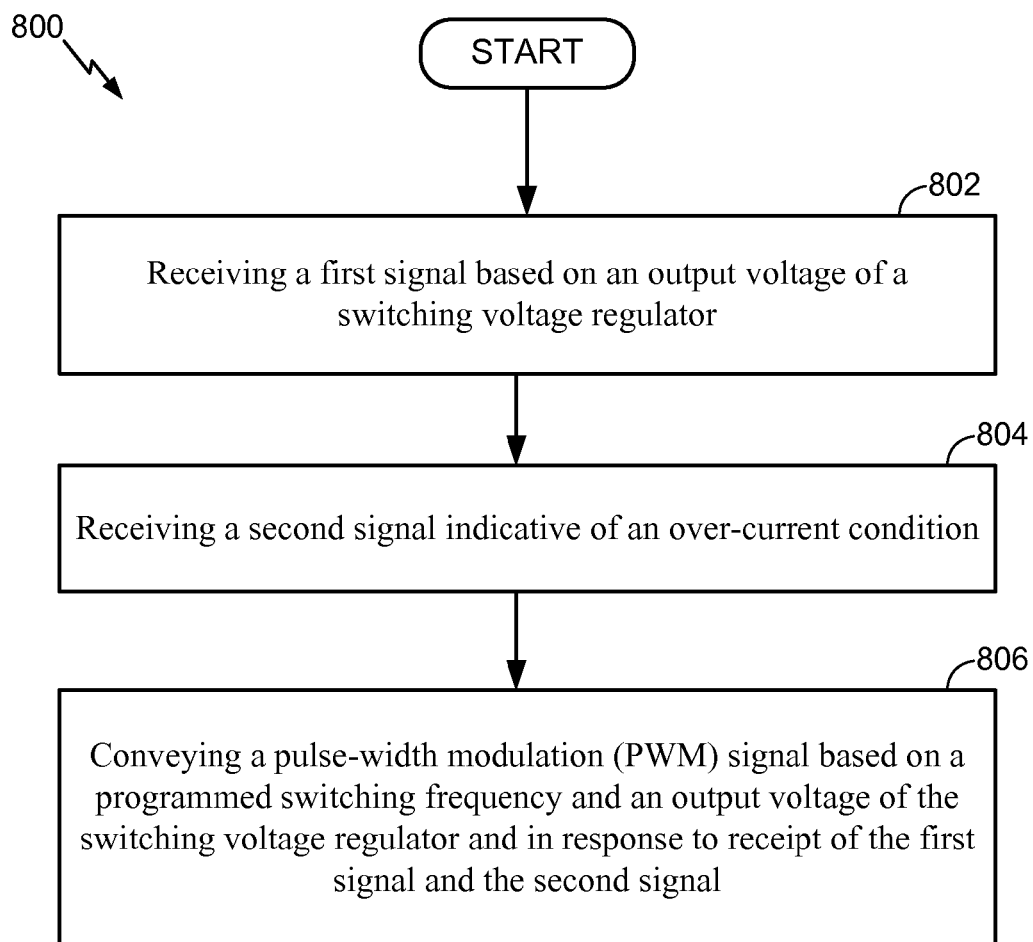 800
START
802
Receiving a first signal based on an output voltage of a
switching voltage regulator
804
Receiving a second signal indicative of an over-current condition
806
Conveying a pulse-width modulation (PWM) signal based on a
programmed switching frequency and an output voltage of the
switching voltage regulator and in response to receipt of the first
signal and the second signal